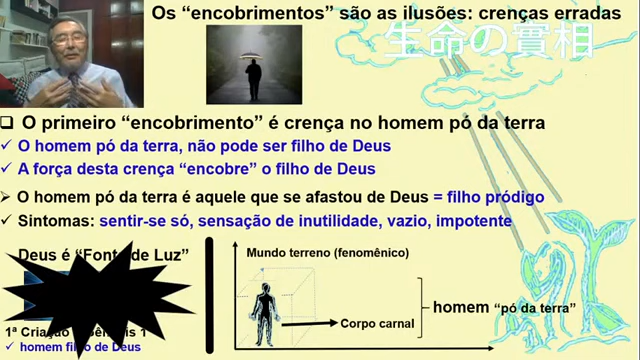 Os “encobrimentos” são as ilusões: crenças erradas
生命の實相
O primeiro “encobrimento” é crença no homem pó da terra
O homem pó da terra, não pode ser filho de Deus
A força desta crença “encobre” o filho de Deus
O homem pó da terra é aquele que se afastou de Deus = filho pródigo
Sintomas: sentir-se só, sensação de inutilidade, vazio, impotente
Deus é “Fonte de Luz”
1ª
homem filho de Deus
Mundo terreno (fenomênico)
Corpo carnal
homem “pó da terra”